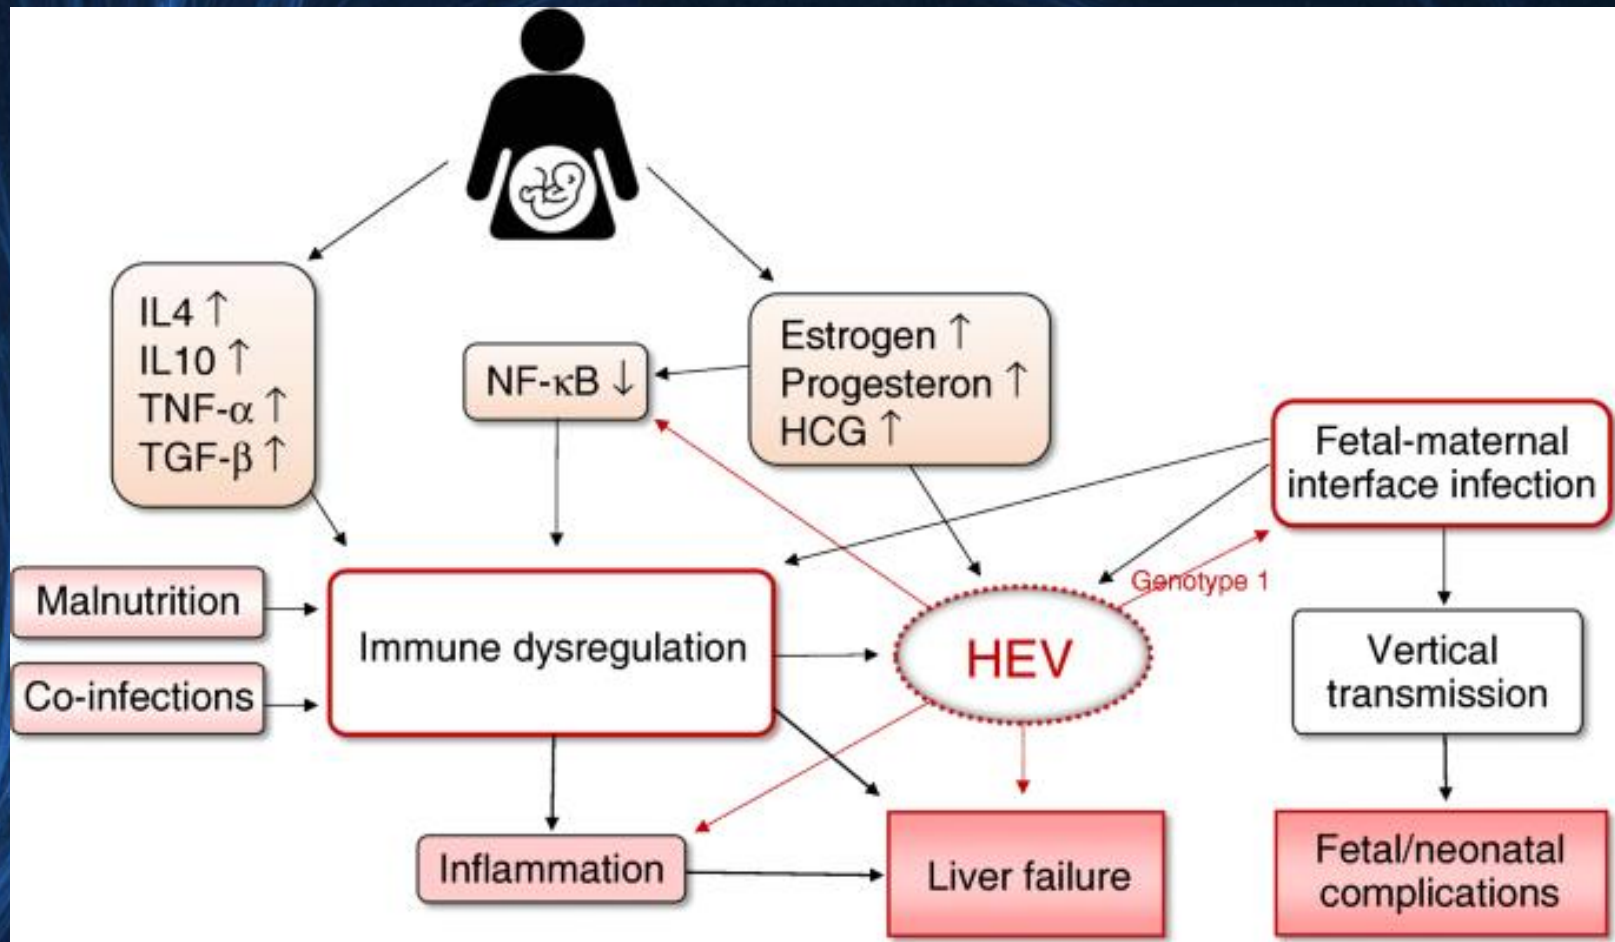 IL4 ↑
IL10 ↑
TNF-α ↑
TGF-β ↑
NF-κB ↓
Estrogen ↑
Progesteron ↑
HCG ↑
Fetal-maternal
interface infection
Malnutrition
Co-infections
Immune dysregulation
HEV
Genotype 1
Vertical
transmission
Inflammation
Liver failure
Fetal/neonatal
complications